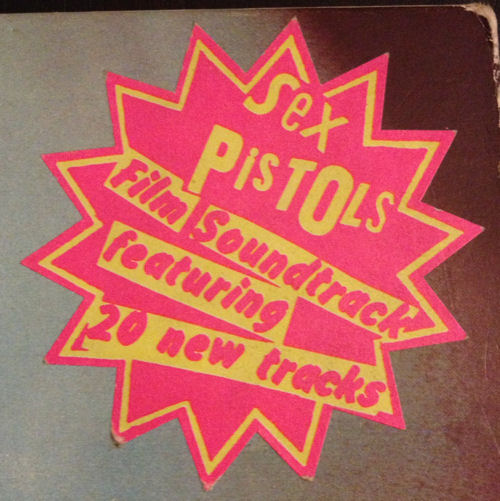 Sex
PiSTOLS
Film Soundtrack
featuring
20 new tracks